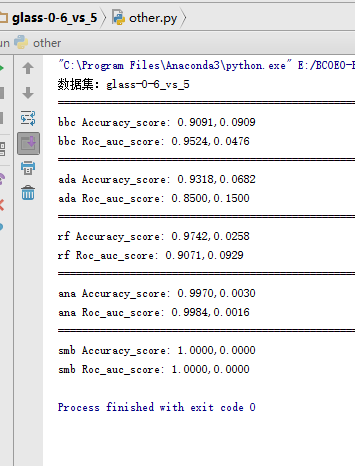 glass-0-6_vs_5 other.py
un other
"C:\Program Files\Anaconda3\python.exe" E:/BCOEO-
数据集: glass-0-6_vs_5
bbc Accuracy_score: 0.9091,0.0909
bbc Roc_auc_score: 0.9524,0.0476
ada Accuracy_score: 0.9318,0.0682
ada Roc_auc_score: 0.8500,0.1500
rf Accuracy_score: 0.9742,0.0258
rf Roc_auc_score: 0.9071,0.0929
ana Accuracy_score: 0.9970,0.0030
ana Roc_auc_score: 0.9984,0.0016
smb Accuracy_score: 1.0000,0.0000
smb Roc_auc_score: 1.0000,0.0000
Process finished with exit code 0